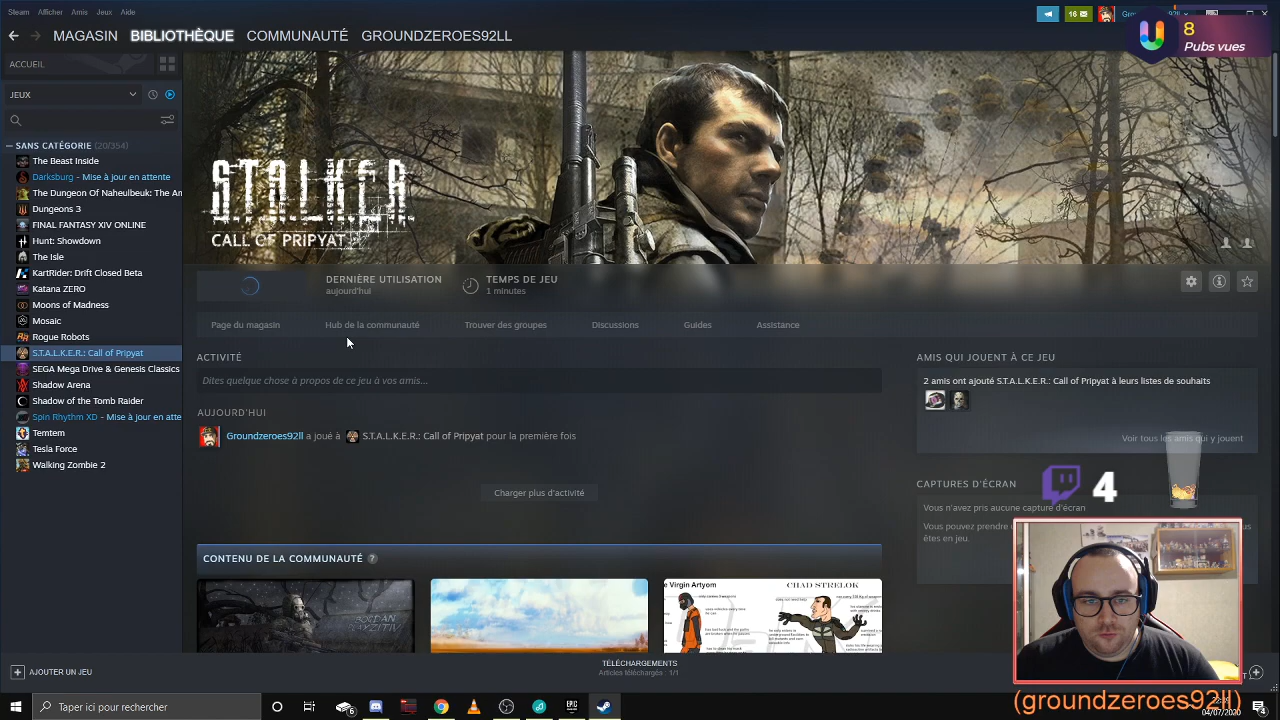 Steam Afficher Amis Jeux Aide
16
MAGASIN BIBLIOTHÈQUE COMMUNAUTÉ GROUNDZEROES92LL
8
Pubs vues
ACCUEIL
JEUX
SANS CATÉGORIE (20/354)
The Beast Inside
Darksburg - Mise à jour en attente
The Dungeon Of Naheulbeuk: The Am
Dungeons 3
FINAL FANTASY XIV ONLINE
Hunt: Showdown
The Isle
KartRider: Drift Closed Beta
Katana ZERO
Moons of Madness
Mosaic
Rogue Robots
S.T.A.L.K.E.R.: Call of Pripyat
SEGA Mega Drive & Genesis Classics
Shadow Arena
Shadow of the Tomb Raider
Spin Rhythm XD - Mise à jour en atte
Temtem
Tesla Force
World of Zombie 2
AJOUTER UN JEU
S.T.A.L.K.E.R
CALL OF PRIPYAT
DERNIÈRE UTILISATION
aujourd'hui
TEMPS DE JEU
1 minutes
Page du magasin Hub de la communauté Trouver des groupes Discussions Guides Assistance
ACTIVITÉ
Dites quelque chose à propos de ce jeu à vos amis...
AUJOURD'HUI
Groundzeroes92ll a joué à S.T.A.L.K.E.R.: Call of Pripyat pour la première fois
Charger plus d'activité
CONTENU DE LA COMMUNAUTÉ ?
e Virgin Artyom
CHAD STRELOK
AMIS QUI JOUENT À CE JEU
2 amis ont ajouté S.T.A.L.K.E.R.: Call of Pripyat à leurs listes de souhaits
Voir tous les amis qui y jouent
CAPTURES D'ÉCRAN
4
Vous n'avez pris aucune capture d'écran
Vous pouvez prendre
êtes en jeu.
TÉLÉCHARGEMENTS
Articles téléchargés : 1/1
Taper ici pour
EPIC
(groundzeroes92ll)
04/07/2020